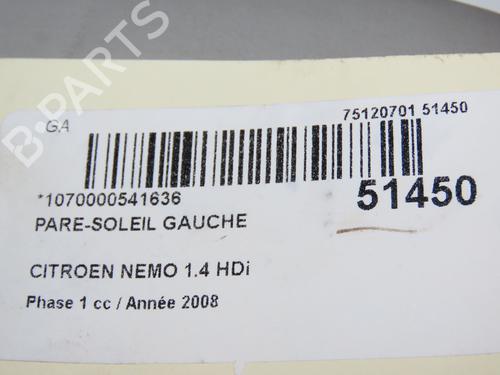 B-PARTS
GA
75120701 51450
*1070000541636
51450
PARE-SOLEIL GAUCHE
CITROEN NEMO 1.4 HDi
Phase 1 cc / Année 2008